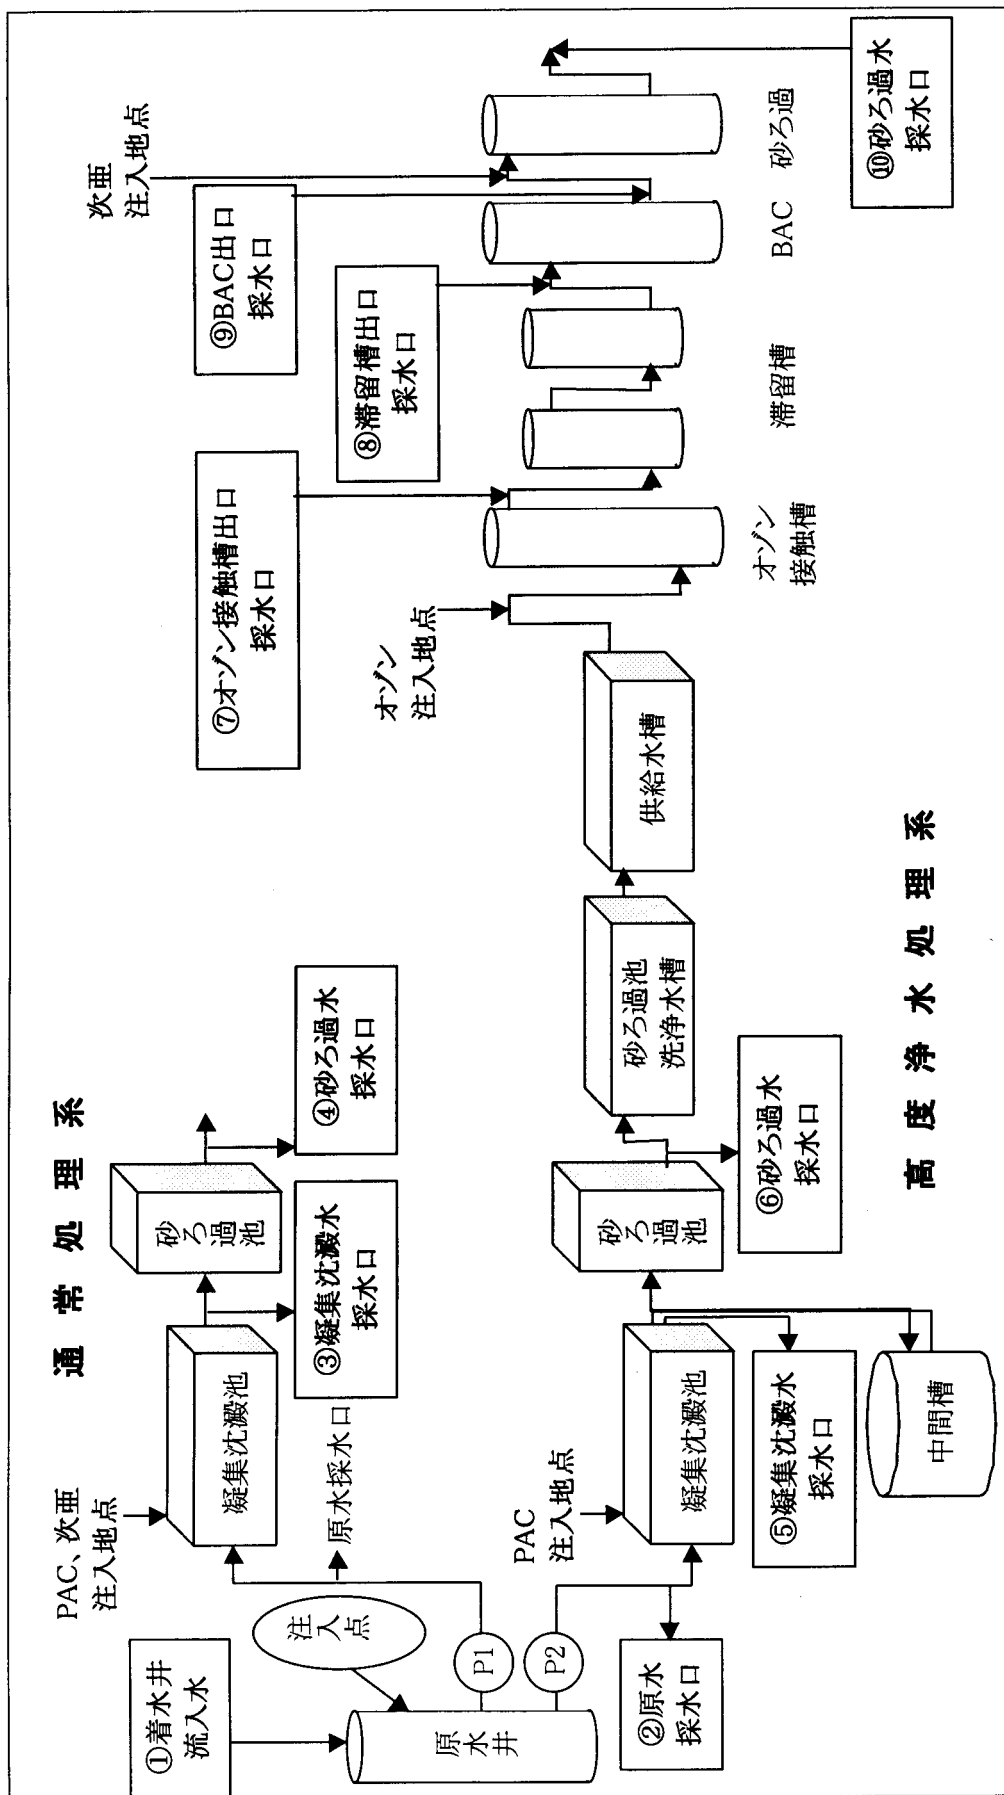 通常処理系
PAC、次亜
注入地点
①着水井
流入水
注入点
原水井
P1
P2
原水採水口
凝集沈澱池
③凝集沈澱水
採水口
砂ろ過池
④砂ろ過水
採水口
②原水
採水口
PAC
注入地点
凝集沈澱池
⑤凝集沈澱水
採水口
中間槽
砂ろ過池
⑥砂ろ過水
採水口
砂ろ過池
洗浄水槽
供給水槽
オゾン
注入地点
⑦オゾン接触槽出口
採水口
オゾン
接触槽
⑧滞留槽出口
採水口
滞留槽
⑨BAC出口
採水口
BAC
次亜
注入地点
砂ろ過
⑩砂ろ過水
採水口
高度浄水処理系